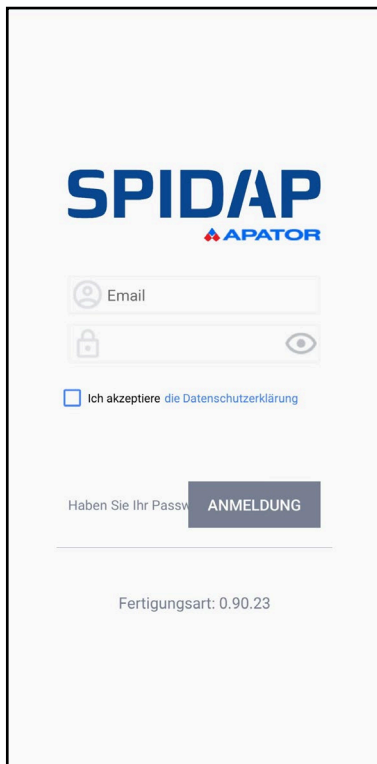 SPIDAP
APATOR
Email
Ich akzeptiere die Datenschutzerklärung
Haben Sie Ihr Passw ANMELDUNG
Fertigungsart: 0.90.23